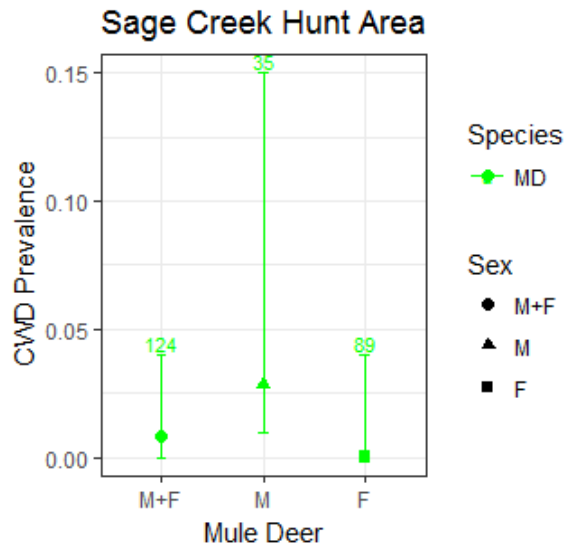 Sage Creek Hunt Area
CWD Prevalence
0.15
0.10
0.05
0.00
35
124
89
M+F M F
Mule Deer
Species
MD
Sex
M+F
M
F